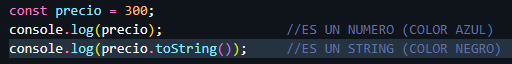 const precio = 300;
console.log(precio);                //ES UN NUMERO (COLOR AZUL)
console.log(precio.toString());     //ES UN STRING (COLOR NEGRO)